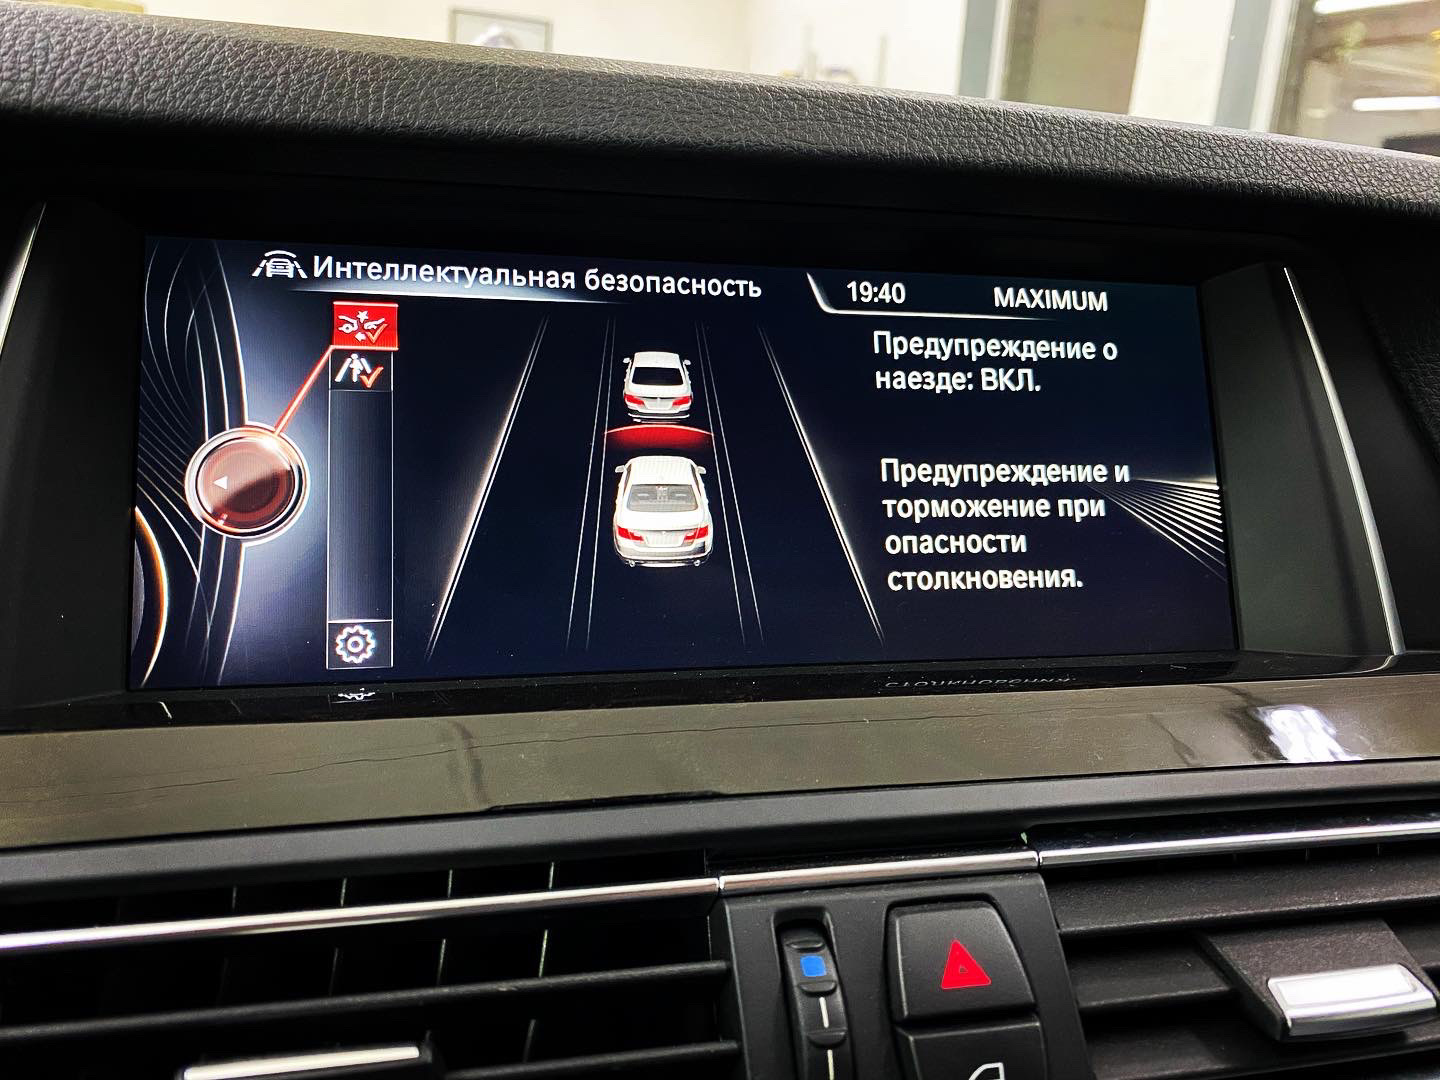 Интеллектуальная безопасность
19:40 MAXIMUM
Предупреждение о
наезде: ВКЛ.
Предупреждение и
торможение при
опасности
столкновения.